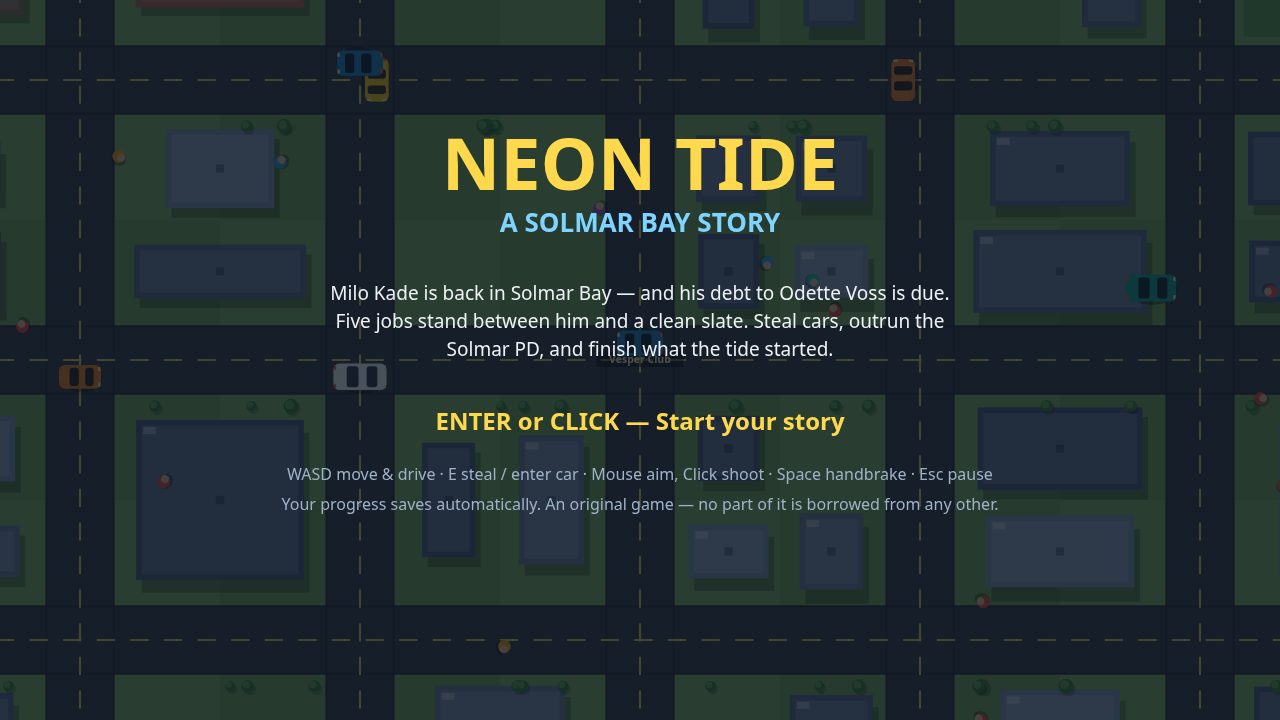 NEON TIDE
A SOLMAR BAY STORY
Milo Kade is back in Solmar Bay — and his debt to Odette Voss is due.
Five jobs stand between him and a clean slate. Steal cars, outrun the
Solmar PD, and finish what the tide started.
Vesper Club
ENTER or CLICK — Start your story
WASD move & drive · E steal / enter car · Mouse aim, Click shoot · Space handbrake · Esc pause
Your progress saves automatically. An original game — no part of it is borrowed from any other.